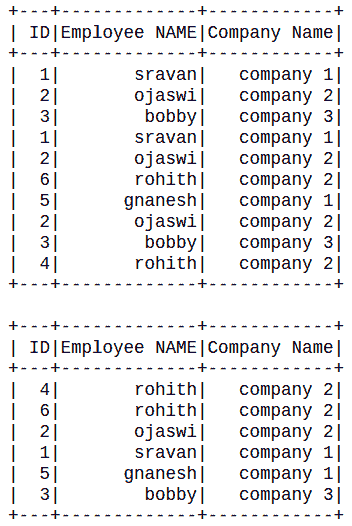 +---+-------------+------------+
| ID|Employee NAME|Company Name|
+---+-------------+------------+
|  1|       sravan|   company 1|
|  2|       ojaswi|   company 2|
|  3|        bobby|   company 3|
|  1|       sravan|   company 1|
|  2|       ojaswi|   company 2|
|  6|       rohith|   company 2|
|  5|      gnanesh|   company 1|
|  2|       ojaswi|   company 2|
|  3|        bobby|   company 3|
|  4|       rohith|   company 2|
+---+-------------+------------+

+---+-------------+------------+
| ID|Employee NAME|Company Name|
+---+-------------+------------+
|  4|       rohith|   company 2|
|  6|       rohith|   company 2|
|  2|       ojaswi|   company 2|
|  1|       sravan|   company 1|
|  5|      gnanesh|   company 1|
|  3|        bobby|   company 3|
+---+-------------+------------+